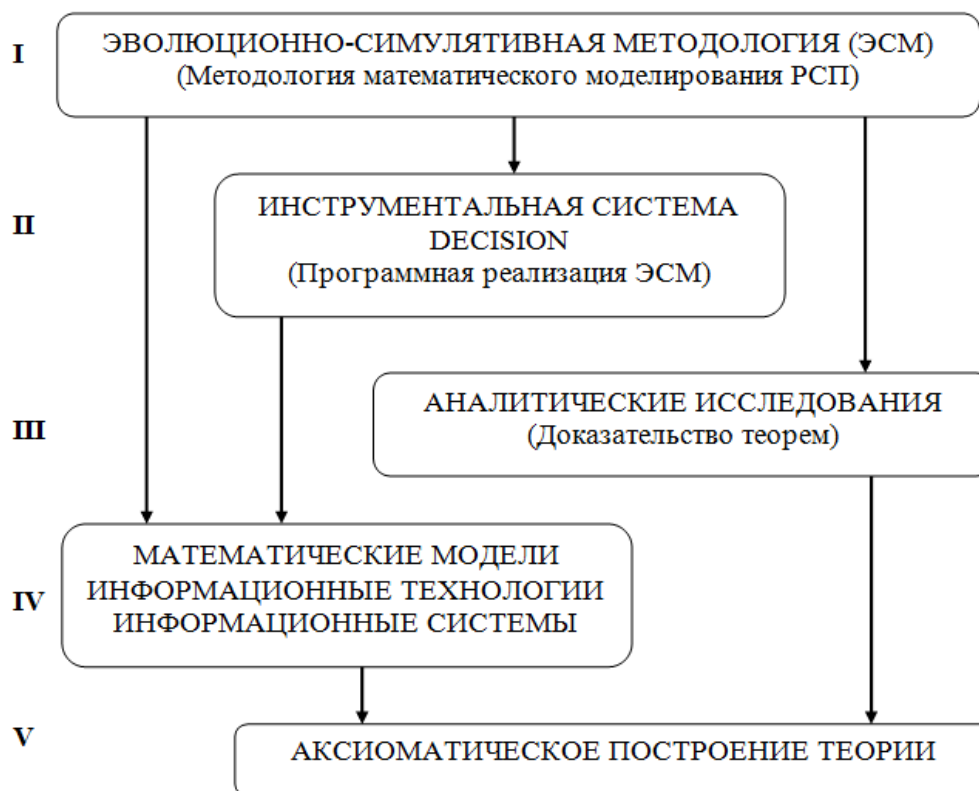 I
ЭВОЛЮЦИОННО-СИМУЛЯТИВНАЯ МЕТОДОЛОГИЯ (ЭСМ)
(Методология математического моделирования РСП)
II
ИНСТРУМЕНТАЛЬНАЯ СИСТЕМА
DECISION
(Программная реализация ЭСМ)
III
АНАЛИТИЧЕСКИЕ ИССЛЕДОВАНИЯ
(Доказательство теорем)
IV
МАТЕМАТИЧЕСКИЕ МОДЕЛИ
ИНФОРМАЦИОННЫЕ ТЕХНОЛОГИИ
ИНФОРМАЦИОННЫЕ СИСТЕМЫ
V
АКСИОМАТИЧЕСКОЕ ПОСТРОЕНИЕ ТЕОРИИ